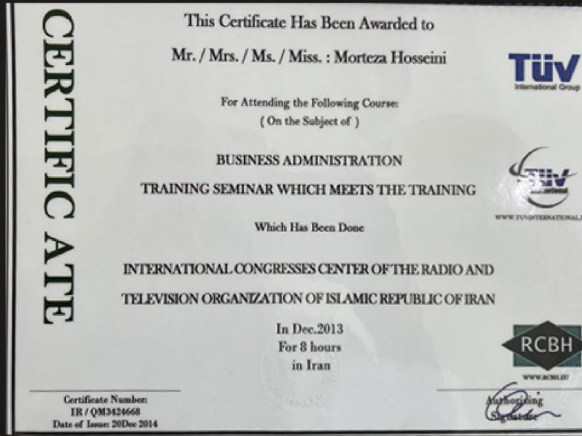 CERTIFIC ATE
This Certificate Has Been Awarded to
Mr. / Mrs. / Ms. / Miss. : Morteza Hosseini
TÜV
International Group
For Attending the Following Course:
( On the Subject of )
BUSINESS ADMINISTRATION
TRAINING SEMINAR WHICH MEETS THE TRAINING
TÜV
Which Has Been Done
INTERNATIONAL CONGRESSES CENTER OF THE RADIO AND
TELEVISION ORGANIZATION OF ISLAMIC REPUBLIC OF IRAN
In Dec.2013
For 8 hours
in Iran
RCBH
Certificate Number:
IR / QM3424668
Date of Issue: 20Dec 2014
Authorising
Signature